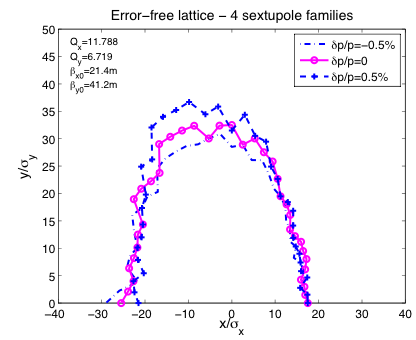 Error-free lattice - 4 sextupole families
Qx=11.788
Qy=6.719
βx0=21.4m
βy0=41.2m
δp/p=-0.5%
δp/p=0
δp/p=0.5%
y/σy
50
45
40
35
30
25
20
15
10
5
0
-40 -30 -20 -10 0 10 20 30 40
x/σx